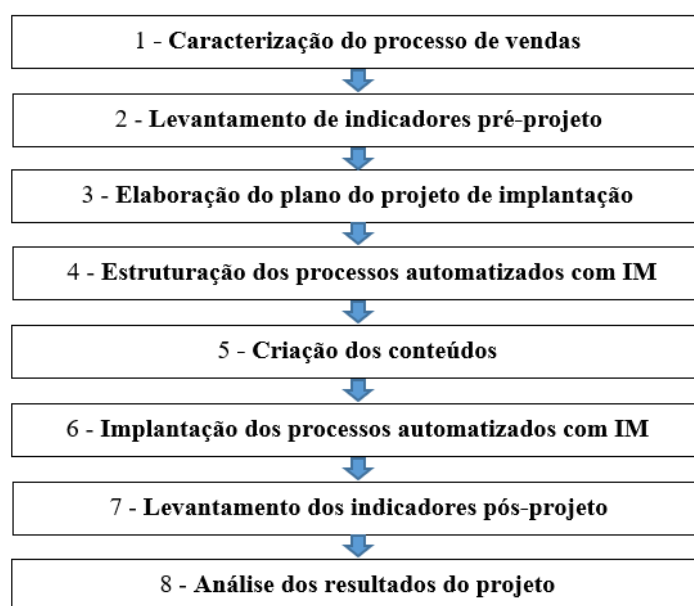 1 - Caracterização do processo de vendas
2 - Levantamento de indicadores pré-projeto
3 - Elaboração do plano do projeto de implantação
4 - Estruturação dos processos automatizados com IM
5 - Criação dos conteúdos
6 - Implantação dos processos automatizados com IM
7 - Levantamento dos indicadores pós-projeto
8 - Análise dos resultados do projeto